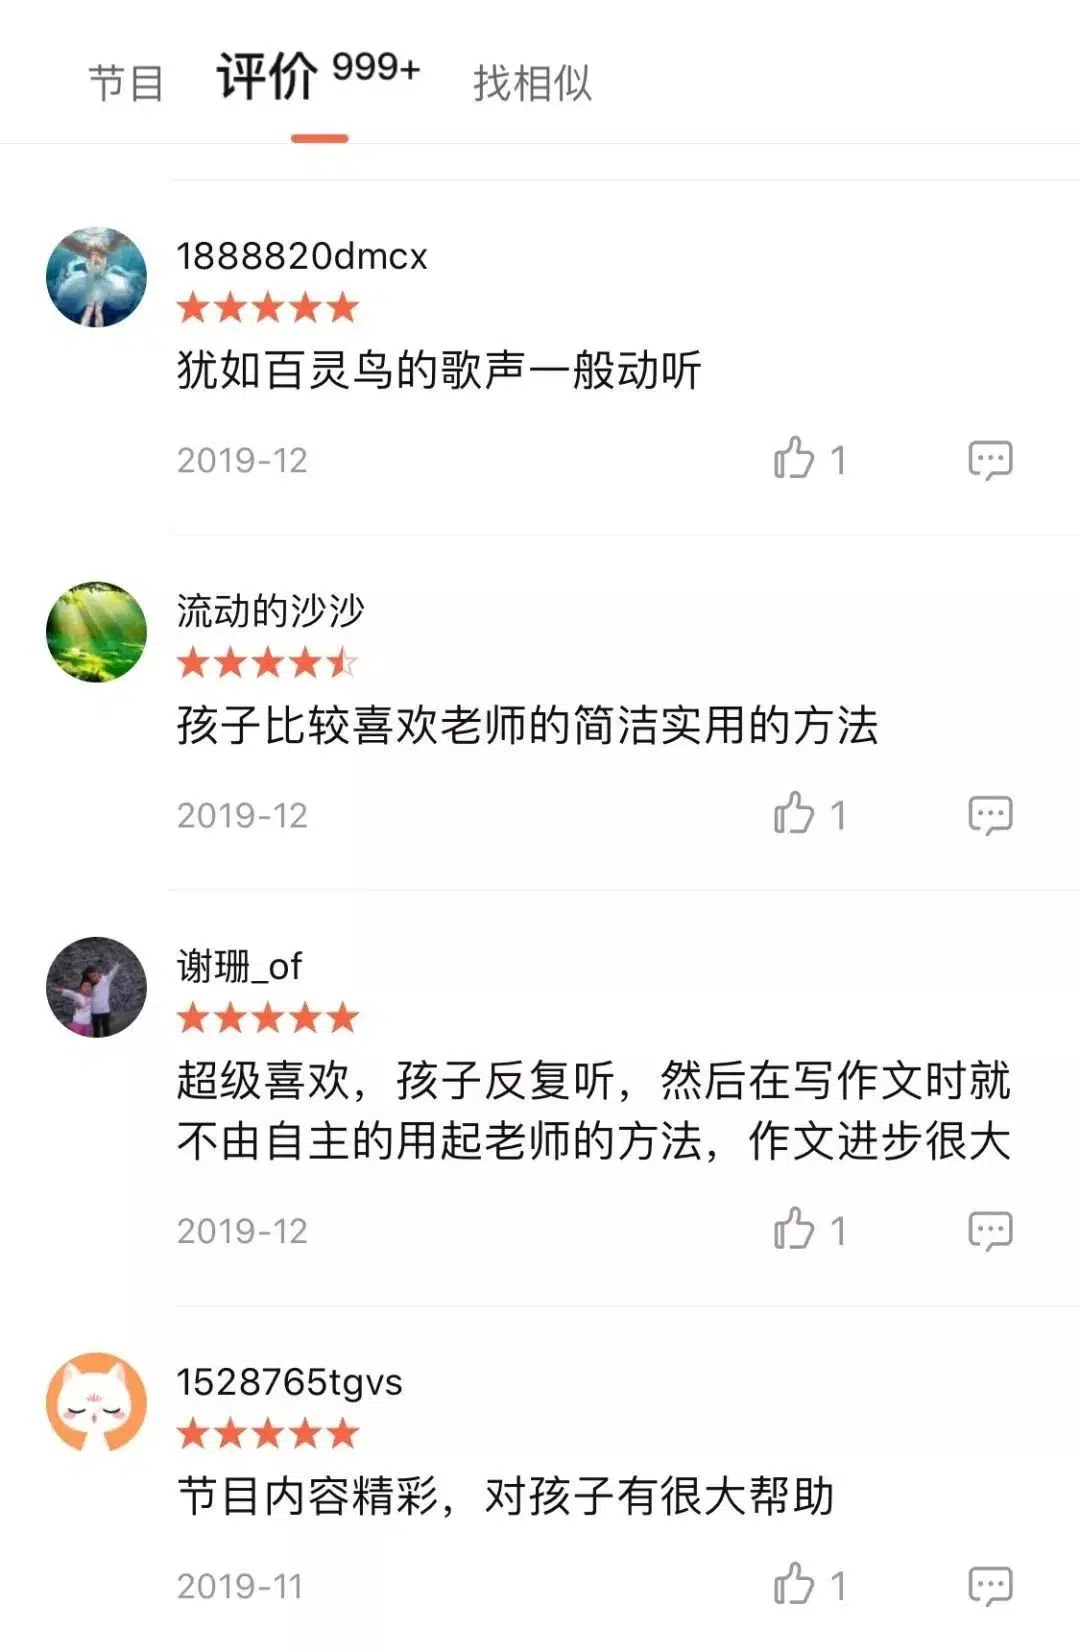 节目 评价 999+ 找相似
1888820dmcx
犹如百灵鸟的歌声一般动听
2019-12 1
流动的沙沙
孩子比较喜欢老师的简洁实用的方法
2019-12 1
谢珊_of
超级喜欢，孩子反复听，然后在写作文时就
不由自主的用起老师的方法，作文进步很大
2019-12 1
1528765tgvs
节目内容精彩，对孩子有很大帮助
2019-11 1